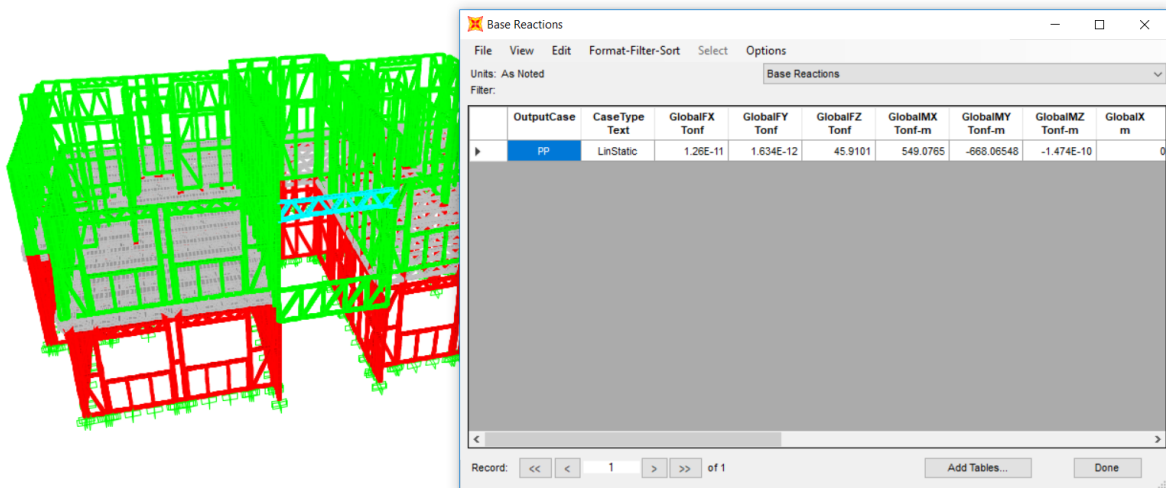 Base Reactions
File View Edit Format-Filter-Sort Select Options
Units: As Noted Base Reactions
Filter:
OutputCase CaseType Text GlobalFX Tonf GlobalFY Tonf GlobalFZ Tonf GlobalMX Tonf-m GlobalMY Tonf-m GlobalMZ Tonf-m GlobalX m
PP LinStatic 1.26E-11 1.634E-12 45.9101 549.0765 -668.06548 -1.474E-10 0
Record: << < 1 > >> of 1 Add Tables... Done